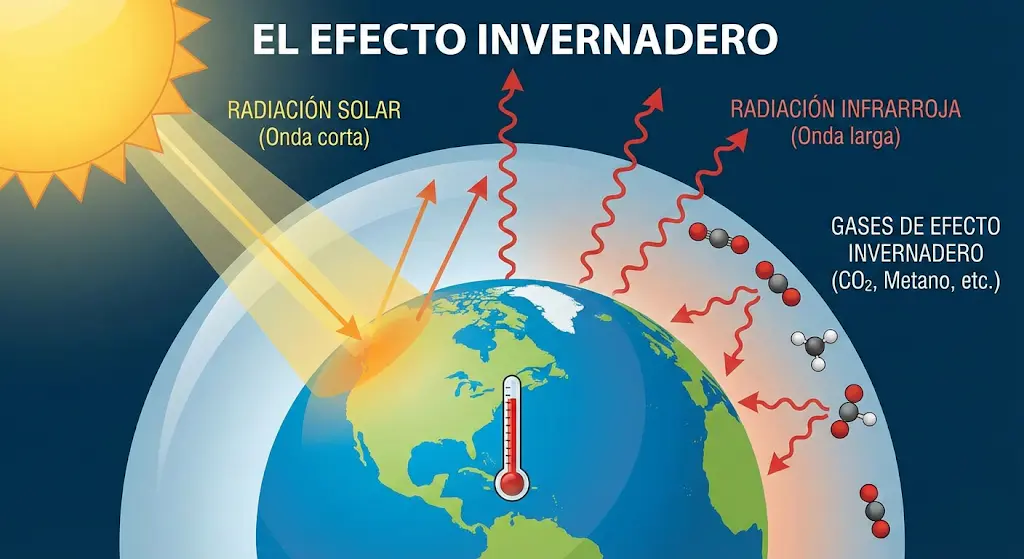 EL EFECTO INVERNADERO
RADIACIÓN SOLAR
(Onda corta)
RADIACIÓN INFRARROJA
(Onda larga)
GASES DE EFECTO
INVERNADERO
(CO₂, Metano, etc.)